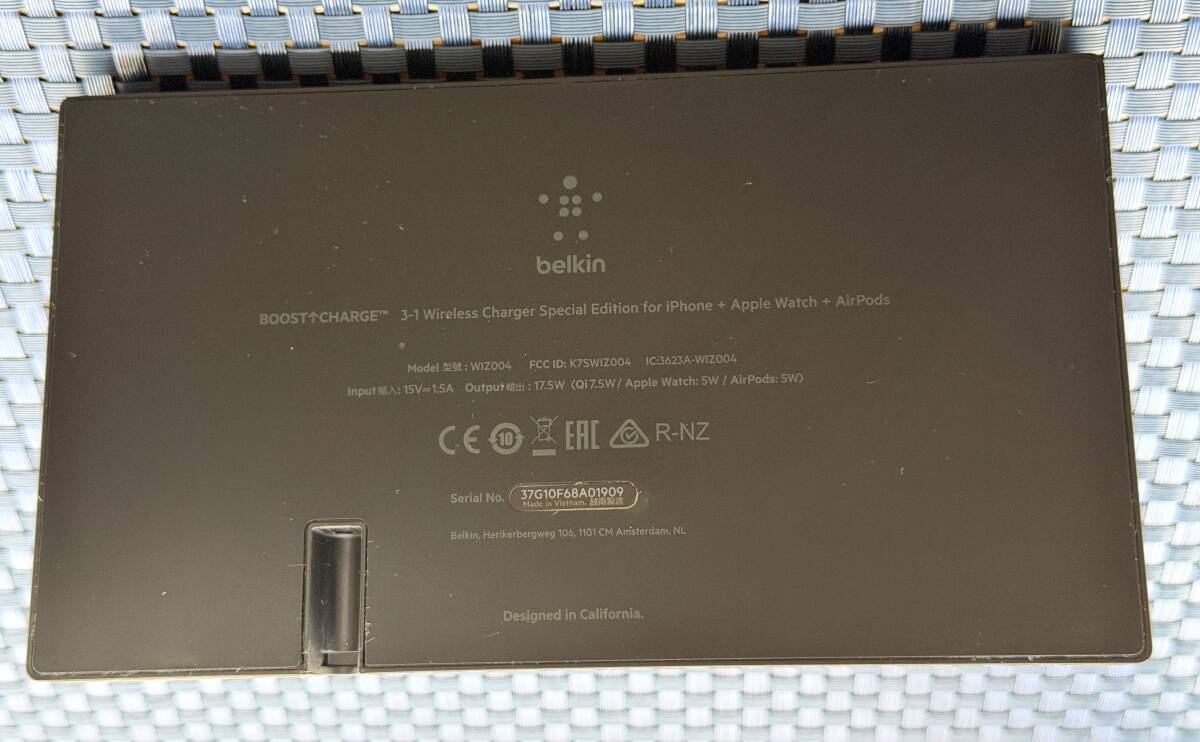 belkin
BOOST↑CHARGE™ 3-1 Wireless Charger Special Edition for iPhone + Apple Watch + AirPods
Model 型號 : WIZ004 FCC ID: K7SWIZ004 IC:3623A-WIZ004
Input 輸入: 15V⎓1.5A Output 輸出 : 17.5W (Qi 7.5W / Apple Watch: 5W / AirPods: 5W)
CE 10 EAC R-NZ
Serial No. 37G10F68A01909
Made in Vietnam. 越南製造
Belkin, Herikerbergweg 106, 1101 CM Amsterdam, NL
Designed in California.